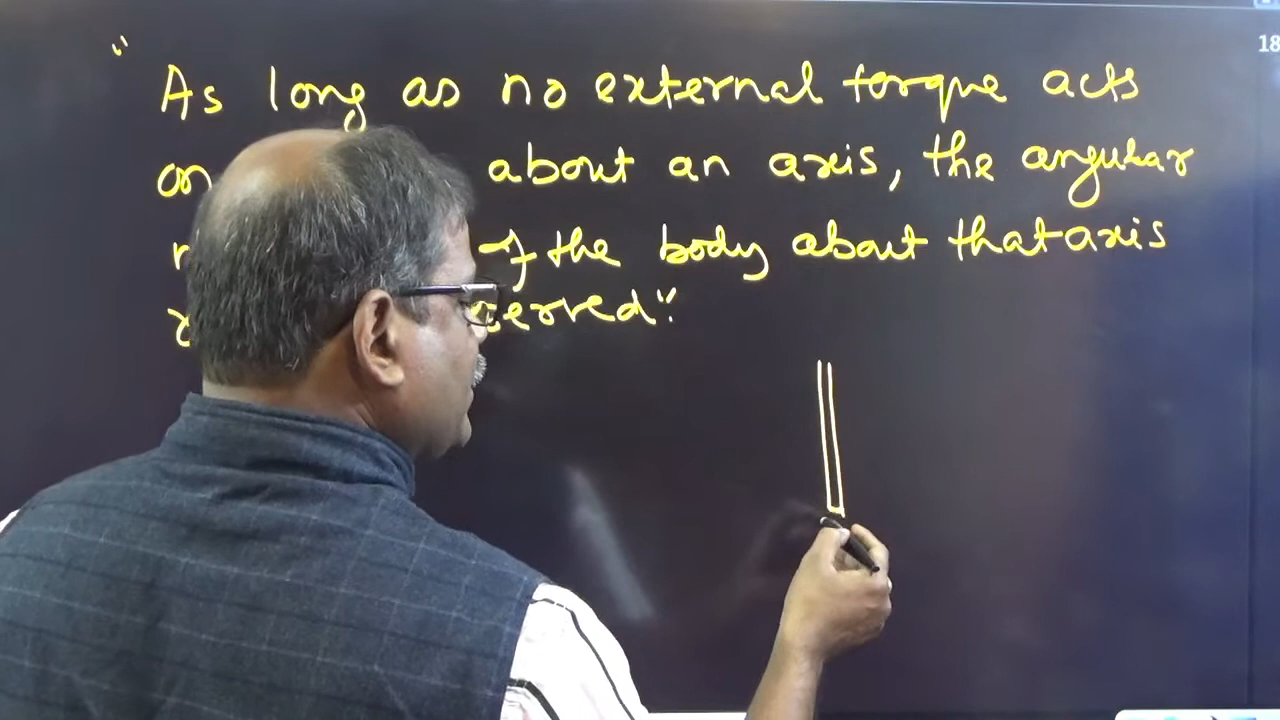 " As long as no external torque acts
on about an axis, the angular
of the body about that axis
"
18